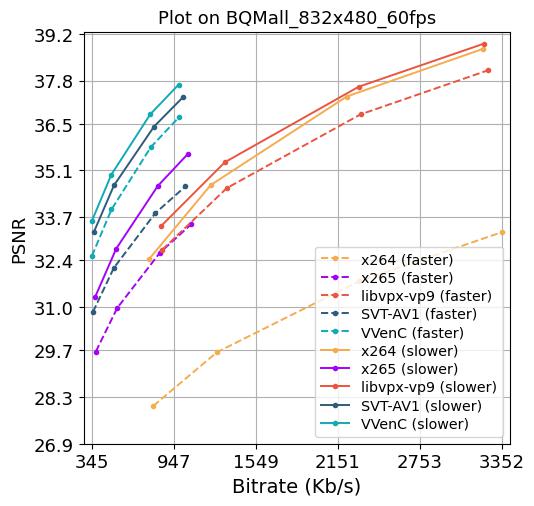 Plot on BQMall_832x480_60fps
39.2
37.8
36.5
35.1
33.7
32.4
31.0
29.7
28.3
26.9
PSNR
x264 (faster)
x265 (faster)
libvpx-vp9 (faster)
SVT-AV1 (faster)
VVenC (faster)
x264 (slower)
x265 (slower)
libvpx-vp9 (slower)
SVT-AV1 (slower)
VVenC (slower)
345 947 1549 2151 2753 3352
Bitrate (Kb/s)